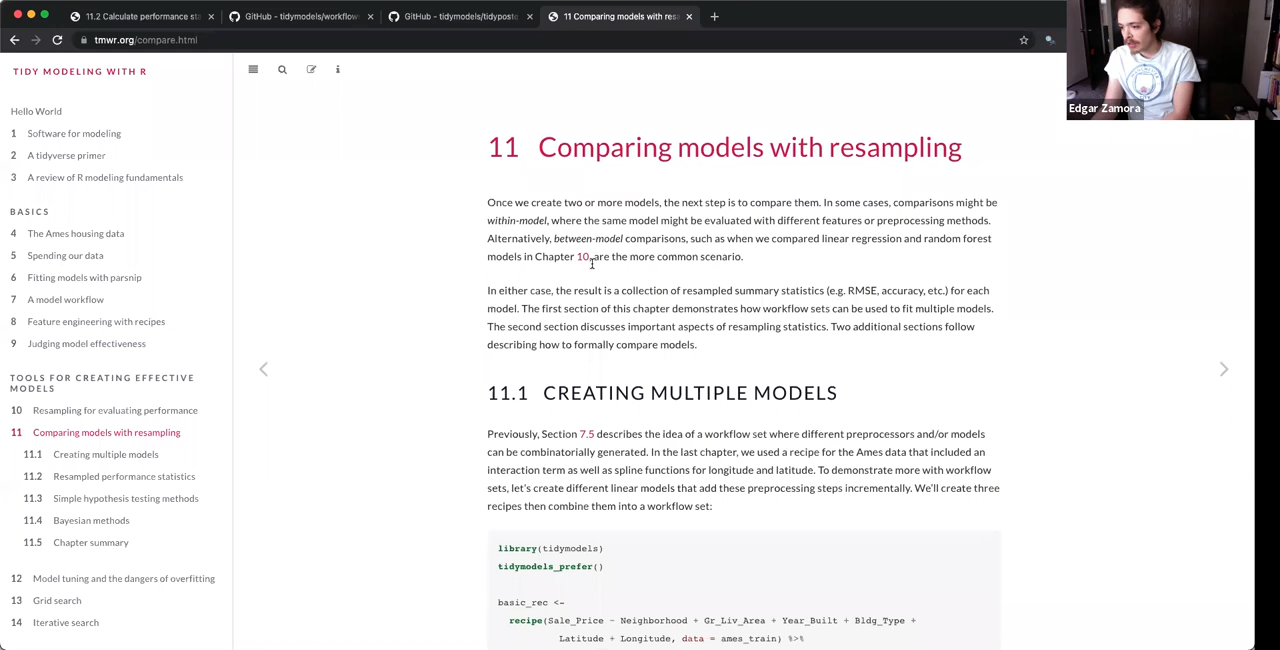 11.2 Calculate performance sta
GitHub - tidymodels/workflow
GitHub - tidymodels/tidyposte
11 Comparing models with resa
tmwr.org/compare.html
Edgar Zamora
TIDY MODELING WITH R
Hello World
1 Software for modeling
2 A tidyverse primer
3 A review of R modeling fundamentals
BASICS
4 The Ames housing data
5 Spending our data
6 Fitting models with parsnip
7 A model workflow
8 Feature engineering with recipes
9 Judging model effectiveness
TOOLS FOR CREATING EFFECTIVE
MODELS
10 Resampling for evaluating performance
11 Comparing models with resampling
11.1 Creating multiple models
11.2 Resampled performance statistics
11.3 Simple hypothesis testing methods
11.4 Bayesian methods
11.5 Chapter summary
12 Model tuning and the dangers of overfitting
13 Grid search
14 Iterative search
11 Comparing models with resampling
Once we create two or more models, the next step is to compare them. In some cases, comparisons might be
within-model, where the same model might be evaluated with different features or preprocessing methods.
Alternatively, between-model comparisons, such as when we compared linear regression and random forest
models in Chapter 10, are the more common scenario.
In either case, the result is a collection of resampled summary statistics (e.g. RMSE, accuracy, etc.) for each
model. The first section of this chapter demonstrates how workflow sets can be used to fit multiple models.
The second section discusses important aspects of resampling statistics. Two additional sections follow
describing how to formally compare models.
11.1 CREATING MULTIPLE MODELS
Previously, Section 7.5 describes the idea of a workflow set where different preprocessors and/or models
can be combinatorially generated. In the last chapter, we used a recipe for the Ames data that included an
interaction term as well as spline functions for longitude and latitude. To demonstrate more with workflow
sets, let's create different linear models that add these preprocessing steps incrementally. We'll create three
recipes then combine them into a workflow set:
library(tidymodels)
tidymodels_prefer()
basic_rec <-
recipe(Sale_Price ~ Neighborhood + Gr_Liv_Area + Year_Built + Bldg_Type +
Latitude + Longitude, data = ames_train) %>%